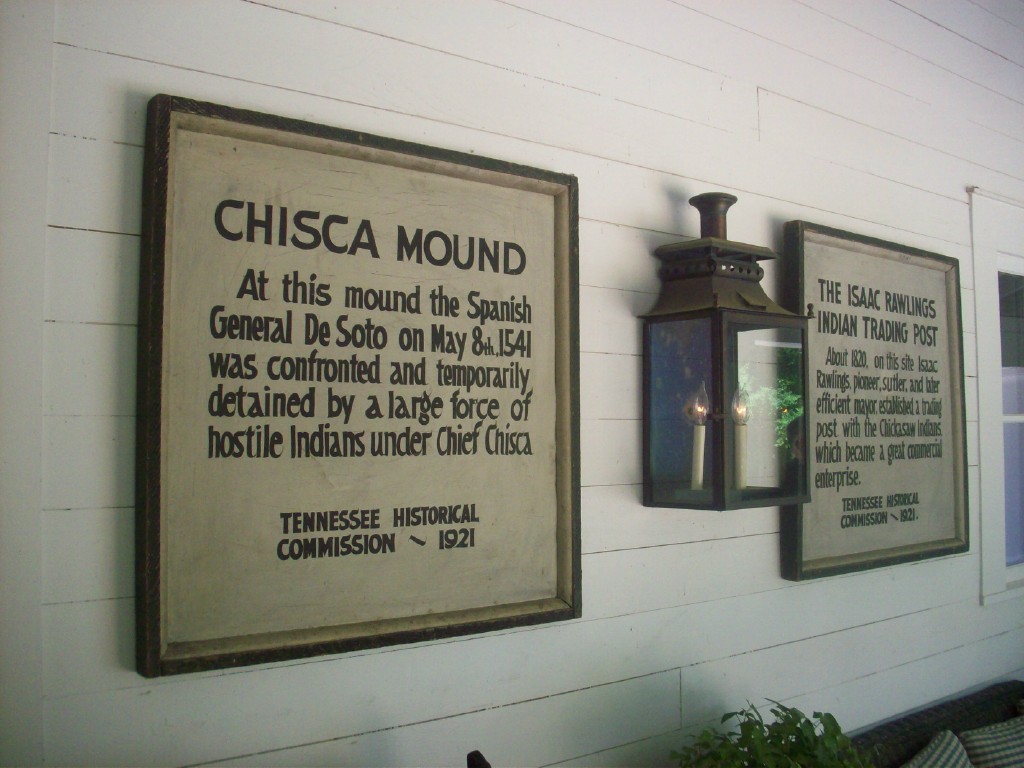 CHISCA MOUND
At this mound the Spanish
General De Soto on May 8th, 1541
was confronted and temporarily
detained by a large force of
hostile Indians under Chief Chisca
TENNESSEE HISTORICAL
COMMISSION ~ 1921
THE ISAAC RAWLINGS
INDIAN TRADING POST
About 1820, on this site Isaac
Rawlings, pioneer, sutler, and later
efficient mayor, established a trading
post with the Chickasaw Indians,
which became a great commercial
enterprise.
TENNESSEE HISTORICAL
COMMISSION ~ 1921.